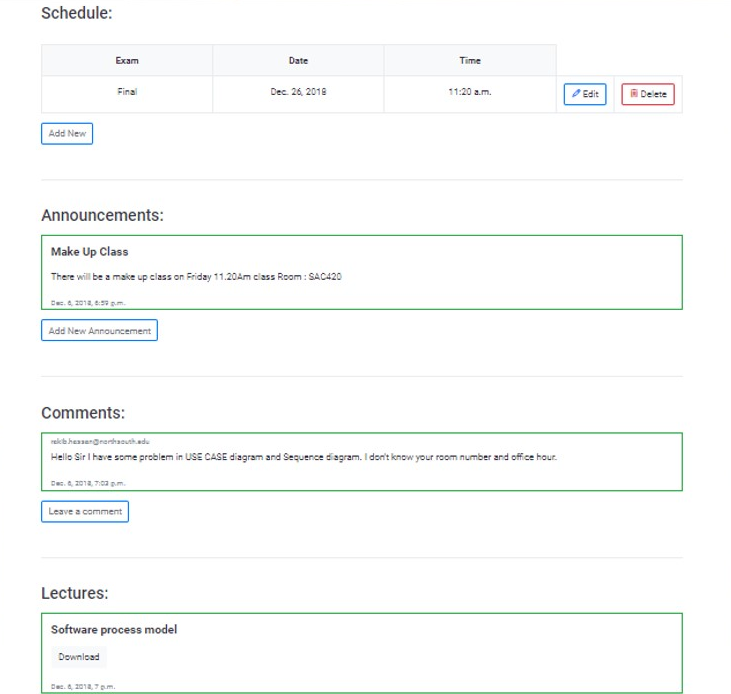 Schedule:
Exam Date Time
Final Dec. 26, 2018 11:20 a.m. Edit Delete
Add New
Announcements:
Make Up Class
There will be a make up class on Friday 11.20Am class Room : SAC420
Dec. 6, 2018, 6:59 p.m.
Add New Announcement
Comments:
rakib.hassan@northsouth.edu
Hello Sir I have some problem in USE CASE diagram and Sequence diagram. I don't know your room number and office hour.
Dec. 6, 2018, 7:03 p.m.
Leave a comment
Lectures:
Software process model
Download
Dec. 6, 2018, 7 p.m.